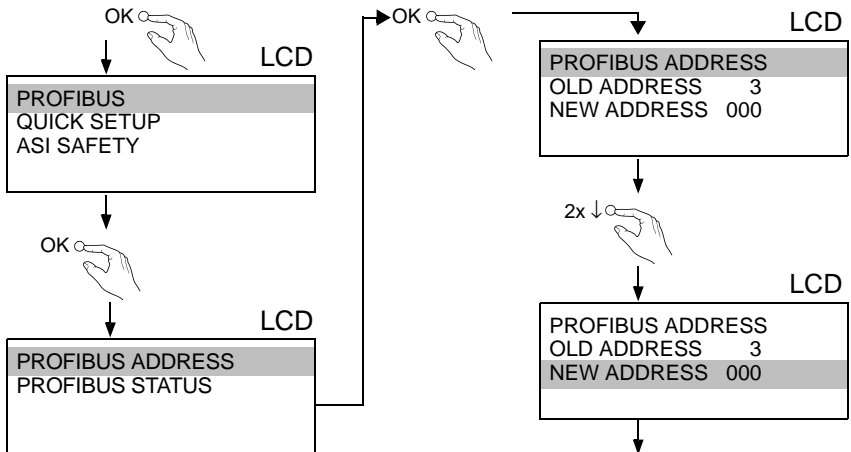 OK
LCD
PROFIBUS
QUICK SETUP
ASI SAFETY
OK
LCD
PROFIBUS ADDRESS
PROFIBUS STATUS
OK
LCD
PROFIBUS ADDRESS
OLD ADDRESS 3
NEW ADDRESS 000
2x ↓
LCD
PROFIBUS ADDRESS
OLD ADDRESS 3
NEW ADDRESS 000